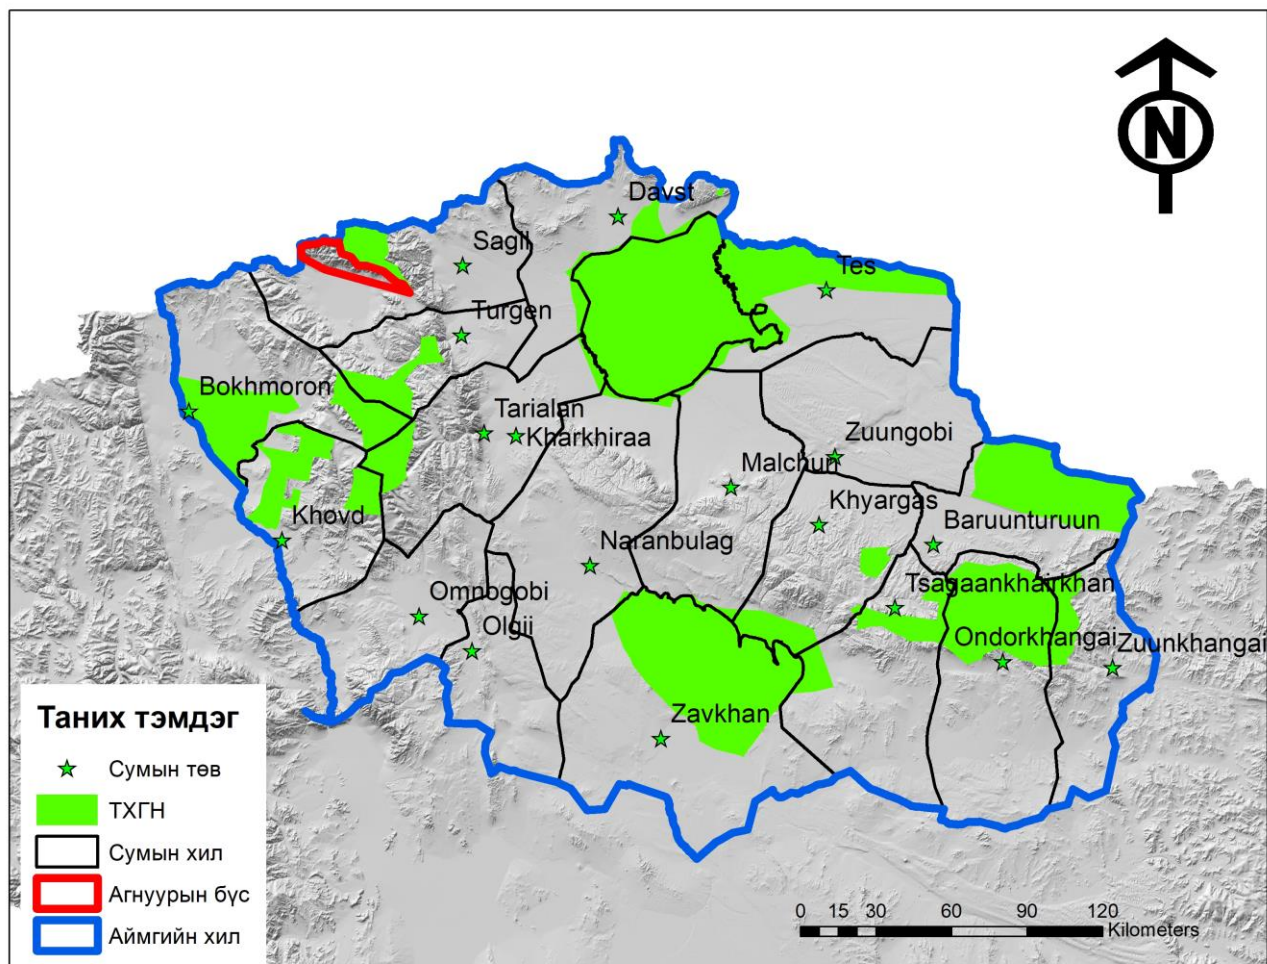 N
Davst
Sagil
Tes
Turgen
Bokhmoron
Tarialan
Kharkhiraa
Zuungobi
Malchun
Khyargas
Khovd
Baruunturuun
Naranbulag
Omnogobi
Tsagaankhairkhan
Olgii
Ondorkhangai
Zuunkhangai
Zavkhan
Таних тэмдэг
Сумын төв
ТХГН
Сумын хил
Агнуурын бүс
Аймгийн хил
0 15 30 60 90 120
Kilometers